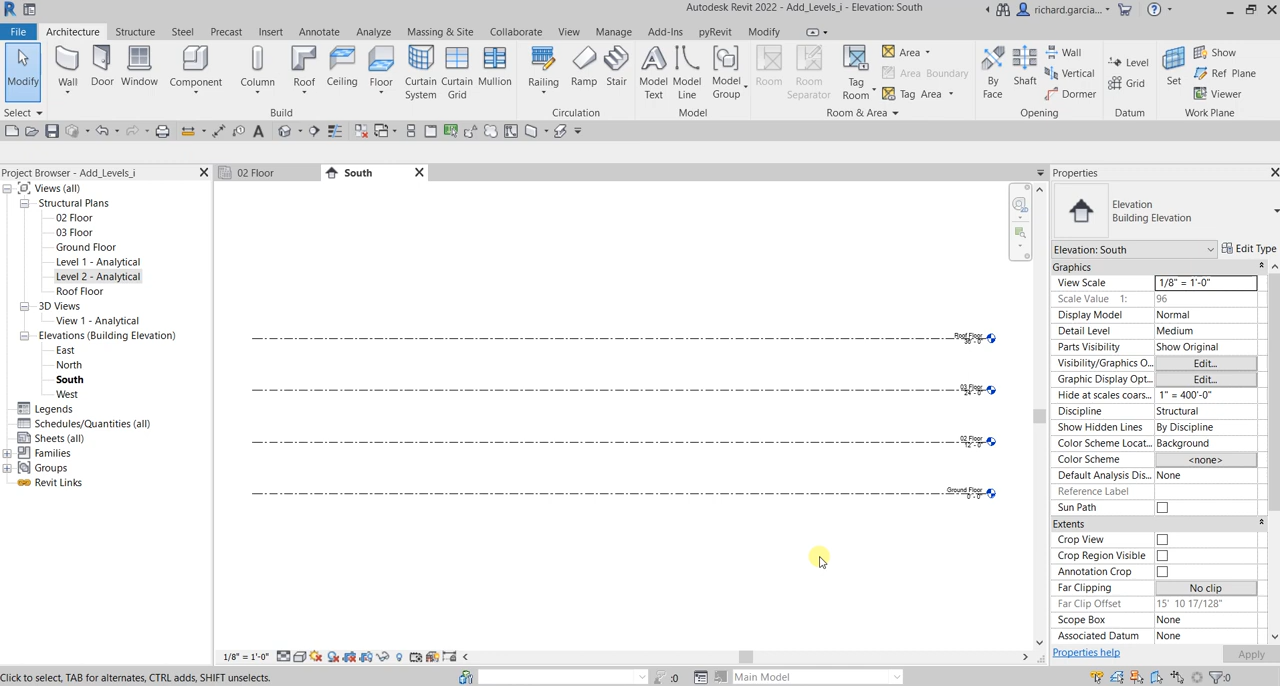 Autodesk Revit 2022 - Add_Levels_i - Elevation: South
richard.garcia...
File Architecture Structure Steel Precast Insert Annotate Analyze Massing & Site Collaborate View Manage Add-Ins pyRevit Modify
Modify Wall Door Window Component Column Roof Ceiling Floor Curtain System Curtain Grid Mullion Railing Ramp Stair Model Text Model Line Model Group Room Room Separator Tag Room By Face Shaft Set
Area Wall Level Show
Area Boundary Vertical Grid Ref Plane
Tag Area Dormer Viewer
Select Build Circulation Model Room & Area Opening Datum Work Plane
Project Browser - Add_Levels_i
Views (all)
Structural Plans
02 Floor
03 Floor
Ground Floor
Level 1 - Analytical
Level 2 - Analytical
Roof Floor
3D Views
View 1 - Analytical
Elevations (Building Elevation)
East
North
South
West
Legends
Schedules/Quantities (all)
Sheets (all)
Families
Groups
Revit Links
02 Floor South
Roof Floor
36' - 0"
03 Floor
24' - 0"
02 Floor
12' - 0"
Ground Floor
0' - 0"
1/8" = 1'-0"
Properties
Elevation
Building Elevation
Elevation: South Edit Type
Graphics
View Scale 1/8" = 1'-0"
Scale Value 1: 96
Display Model Normal
Detail Level Medium
Parts Visibility Show Original
Visibility/Graphics O... Edit...
Graphic Display Opt... Edit...
Hide at scales coars... 1" = 400'-0"
Discipline Structural
Show Hidden Lines By Discipline
Color Scheme Locat... Background
Color Scheme <none>
Default Analysis Dis... None
Reference Label
Sun Path
Extents
Crop View
Crop Region Visible
Annotation Crop
Far Clipping No clip
Far Clip Offset 15' 10 17/128"
Scope Box None
Associated Datum None
Properties help Apply
Click to select, TAB for alternates, CTRL adds, SHIFT unselects. :0 Main Model :0